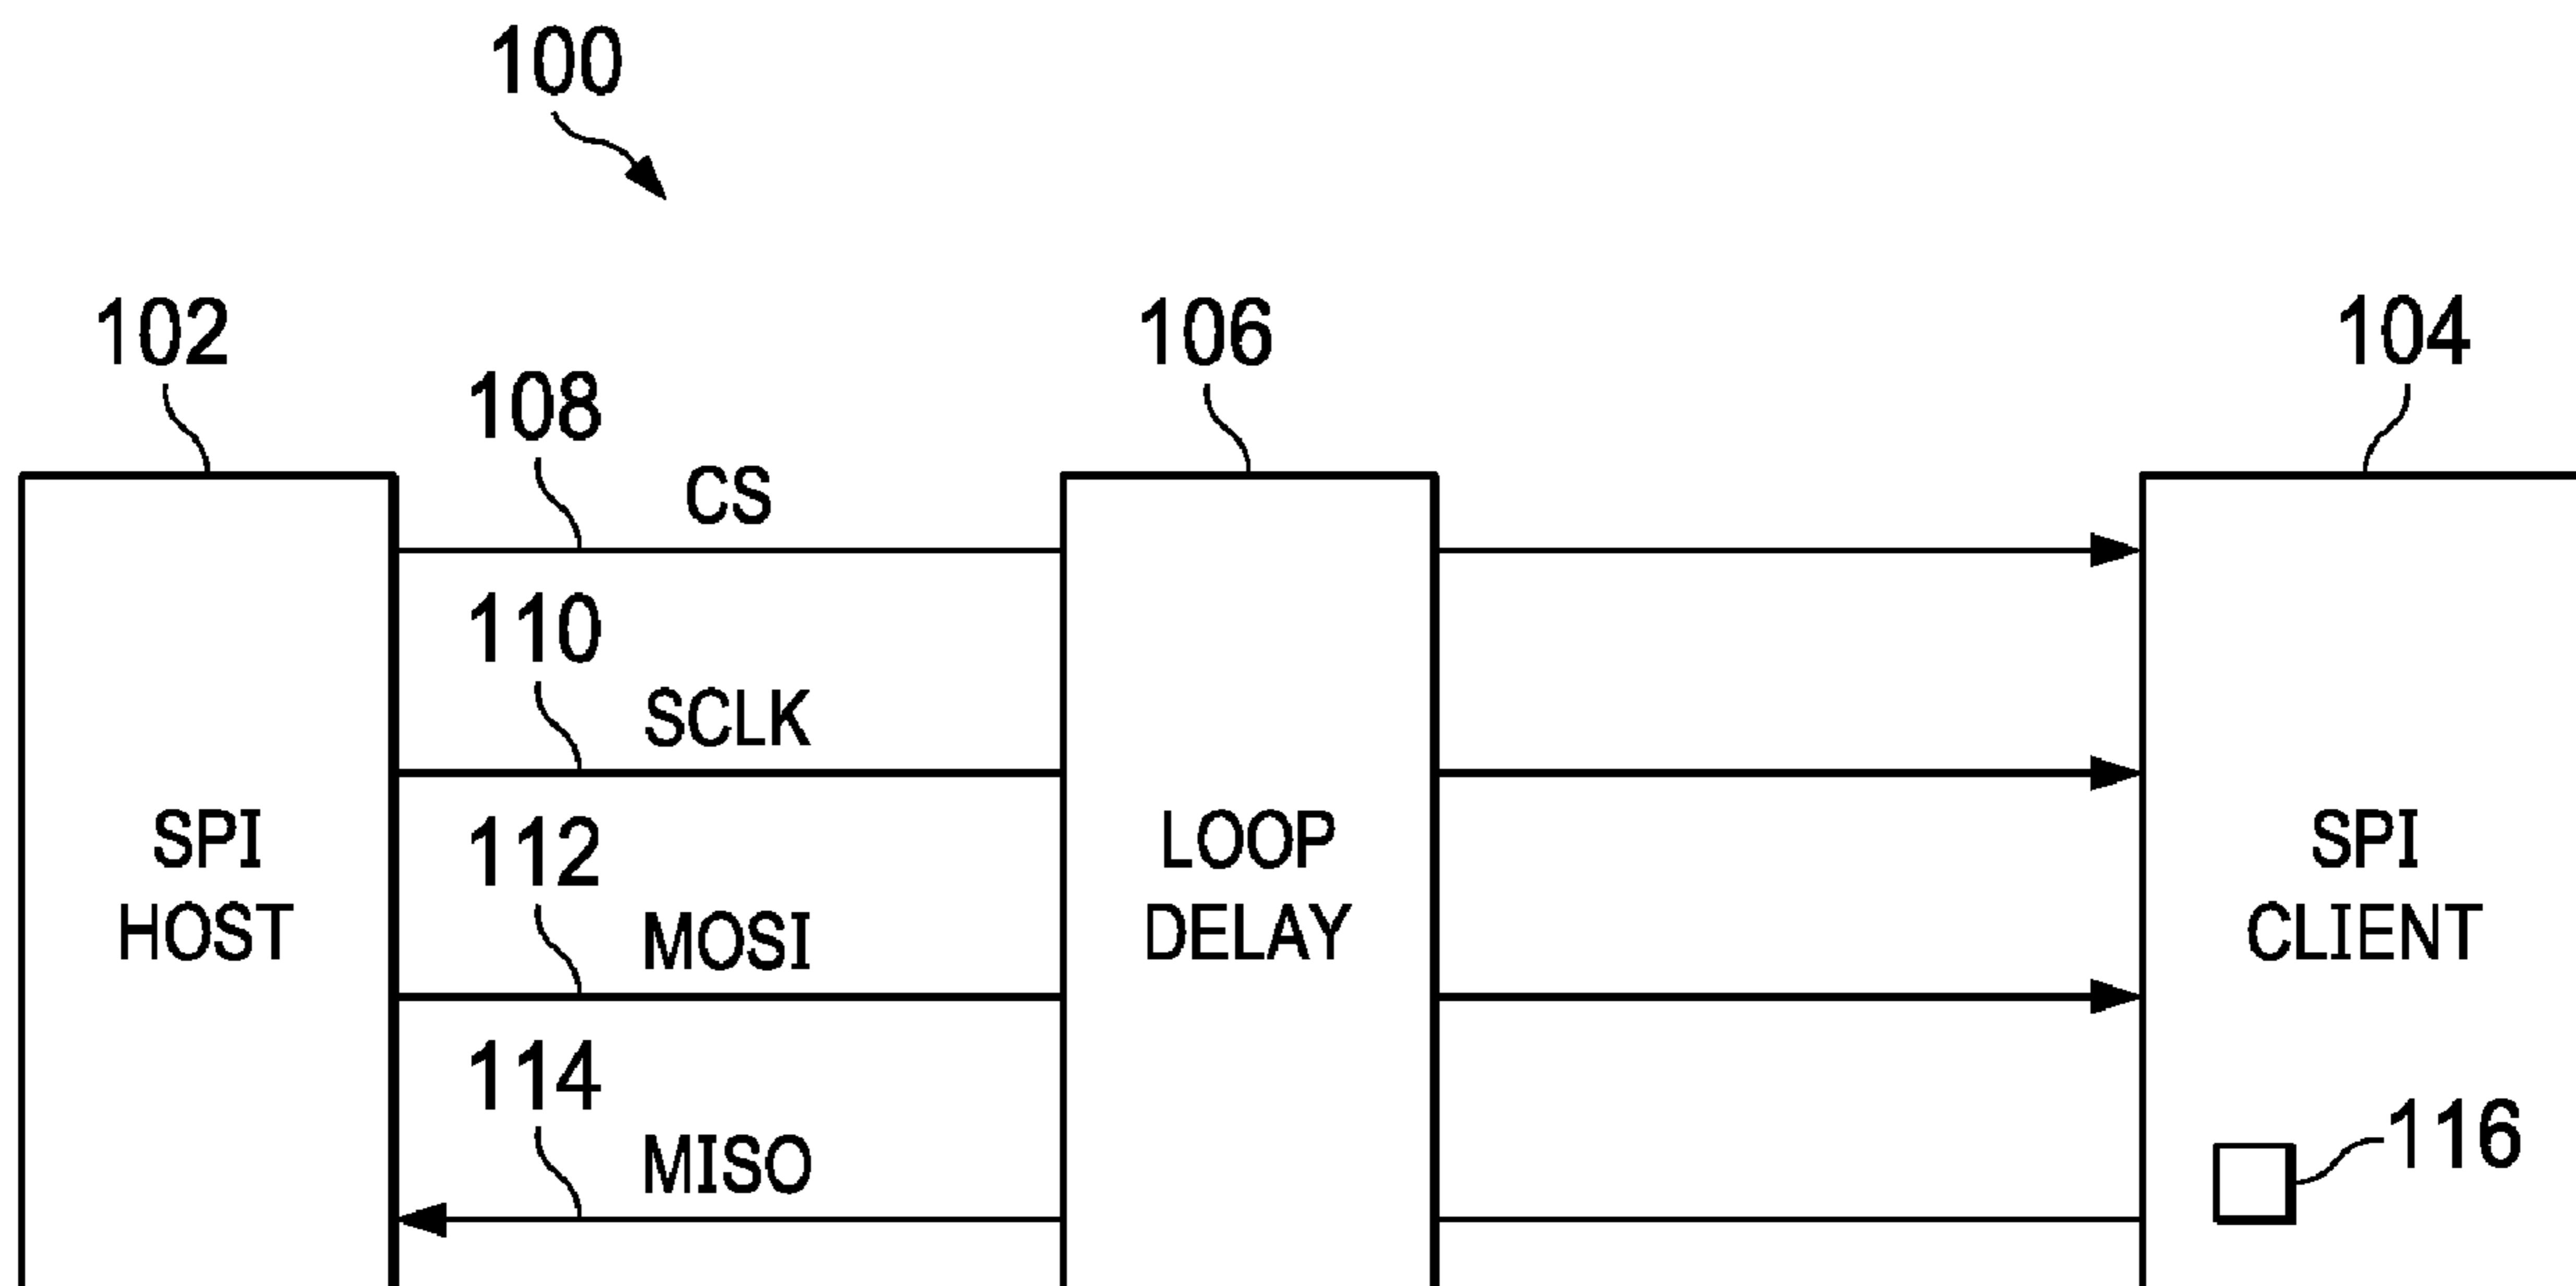 100
102
106
104
108
CS
110
SCLK
SPI
HOST
112
MOSI
LOOP
DELAY
SPI
CLIENT
114
MISO
116